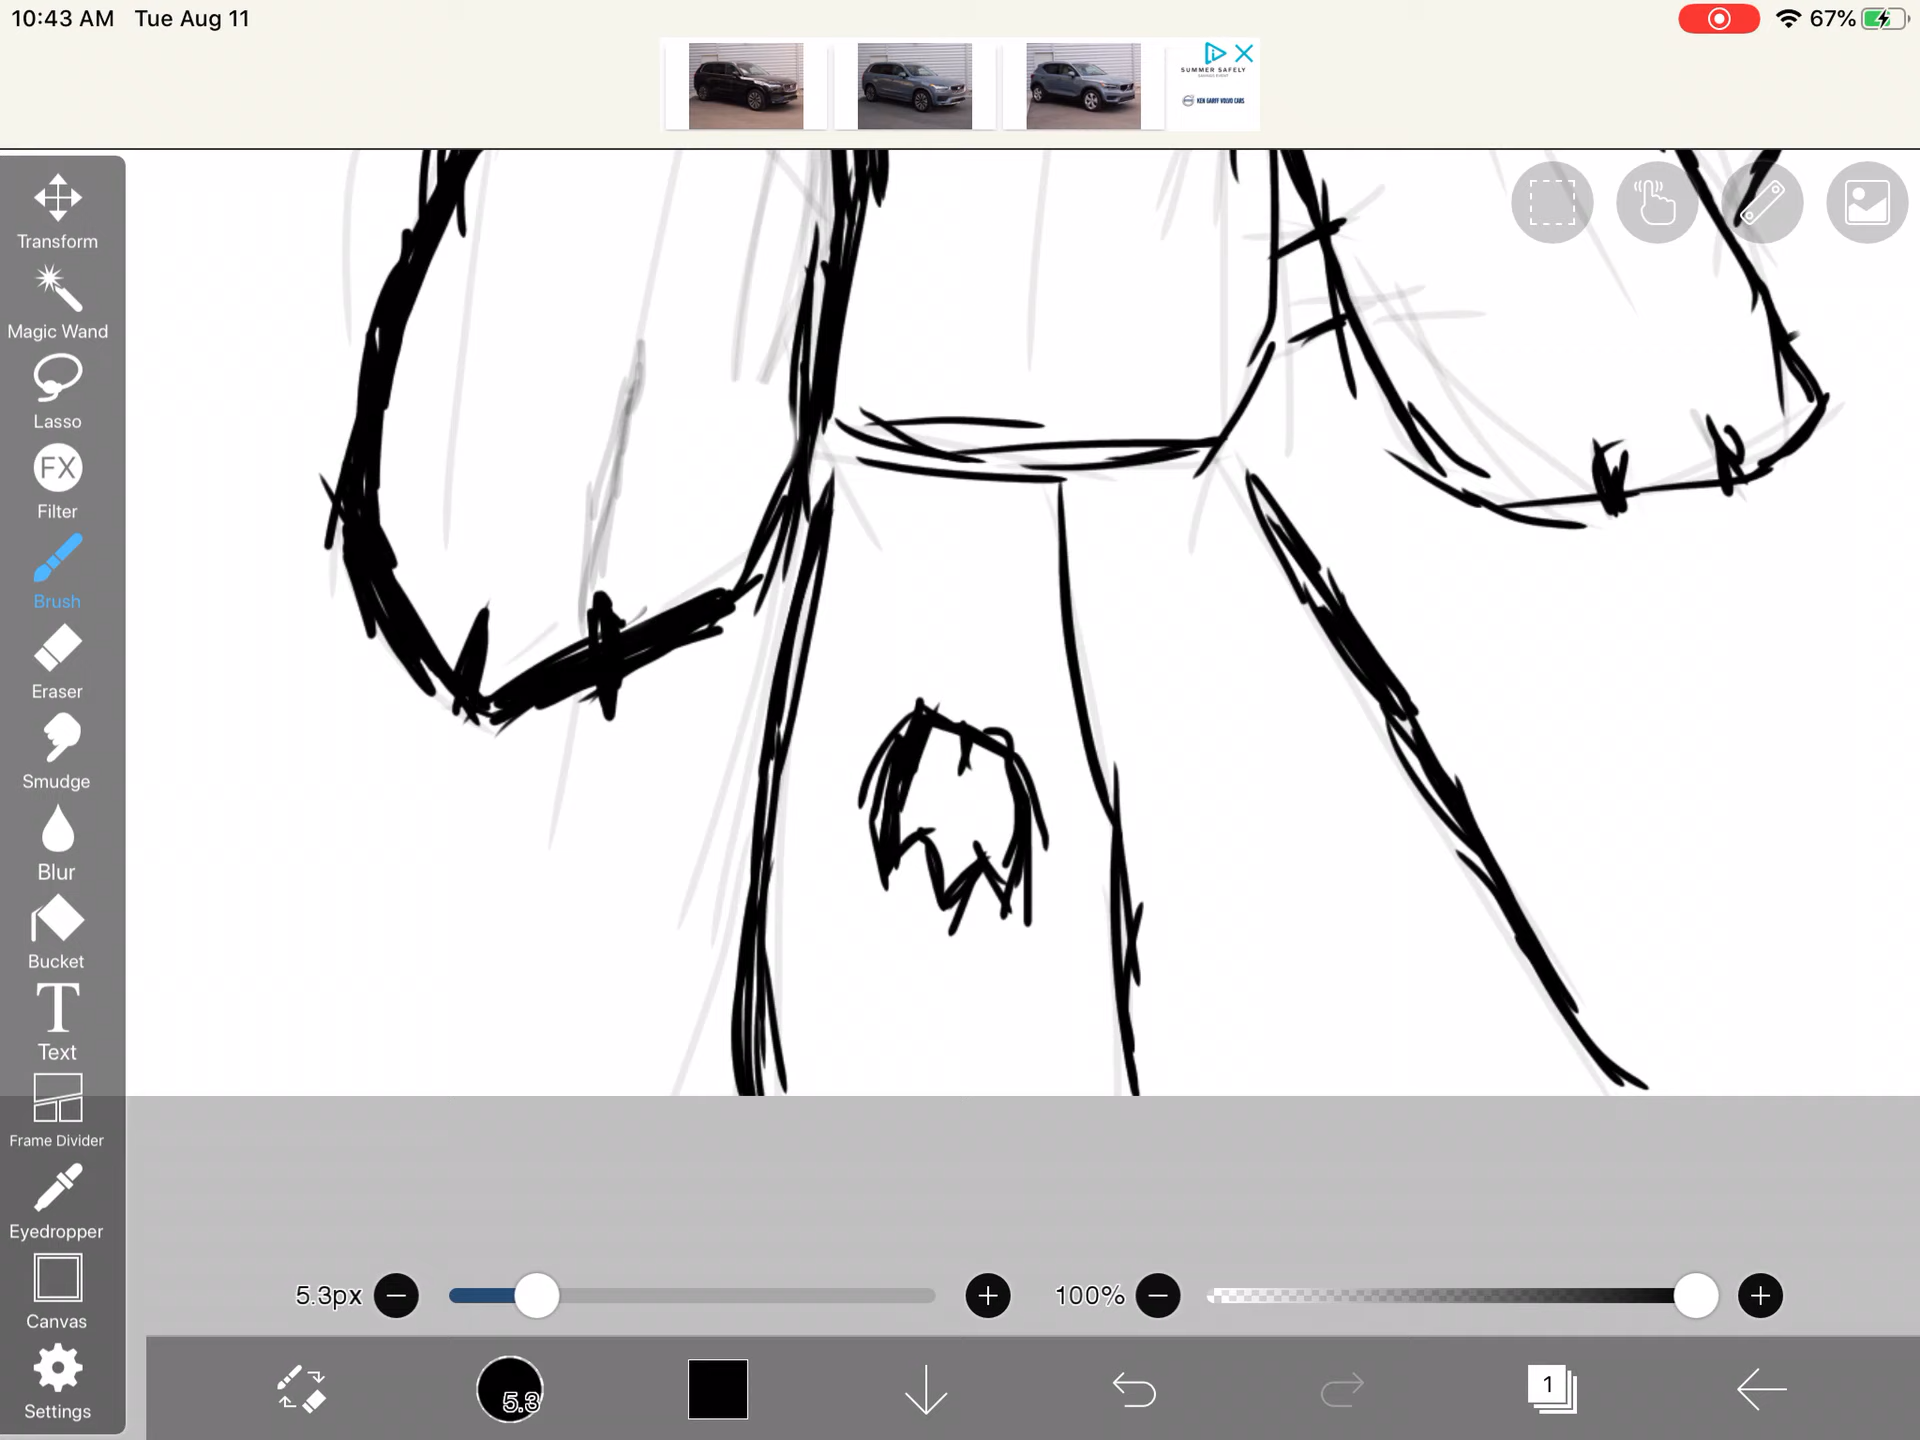 10:43 AM Tue Aug 11
67%
SUMMER SAFELY
KEN GARFF VOLVO CARS
Transform
Magic Wand
Lasso
FX
Filter
Brush
Eraser
Smudge
Blur
Bucket
T
Text
Frame Divider
Eyedropper
Canvas
Settings
5.3px
100%
5.3
1